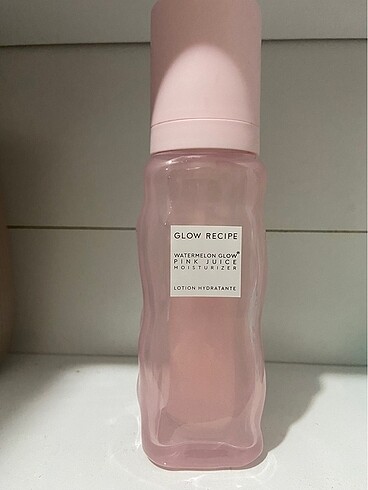 GLOW RECIPE
WATERMELON GLOW®
PINK JUICE
MOISTURIZER
LOTION HYDRATANTE